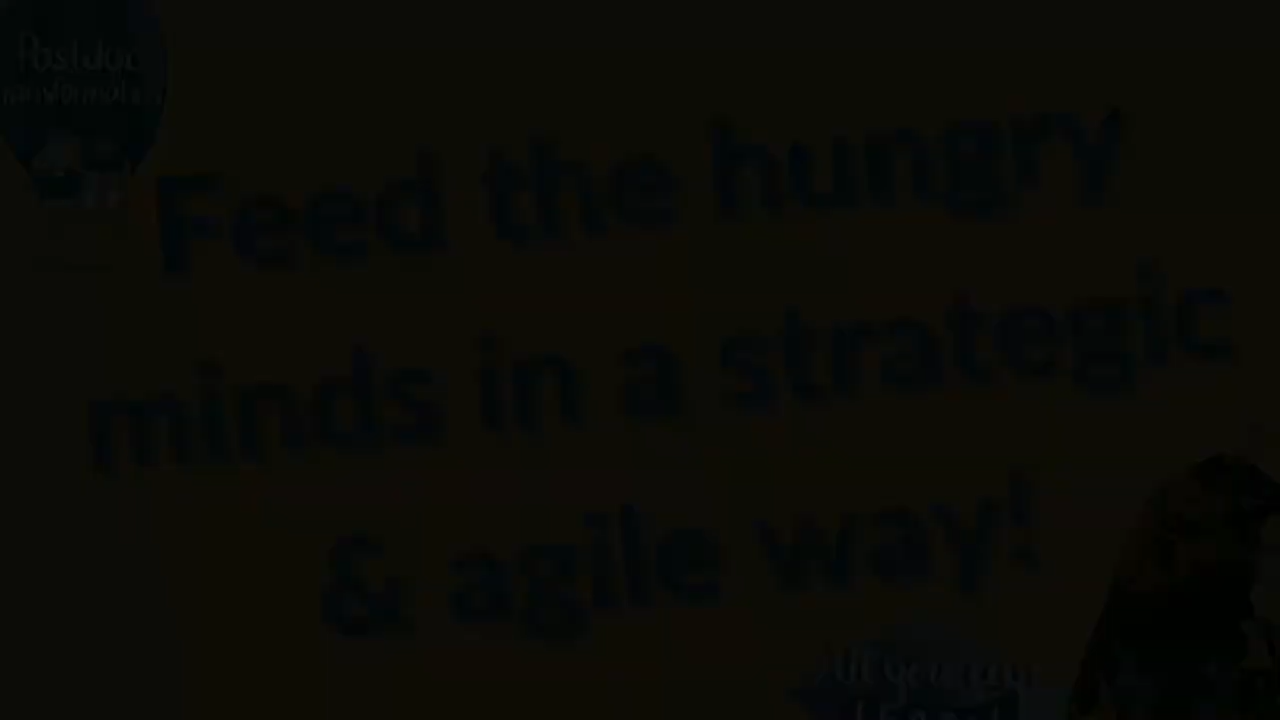 Feed the hungry
minds in a strategic
& agile way!